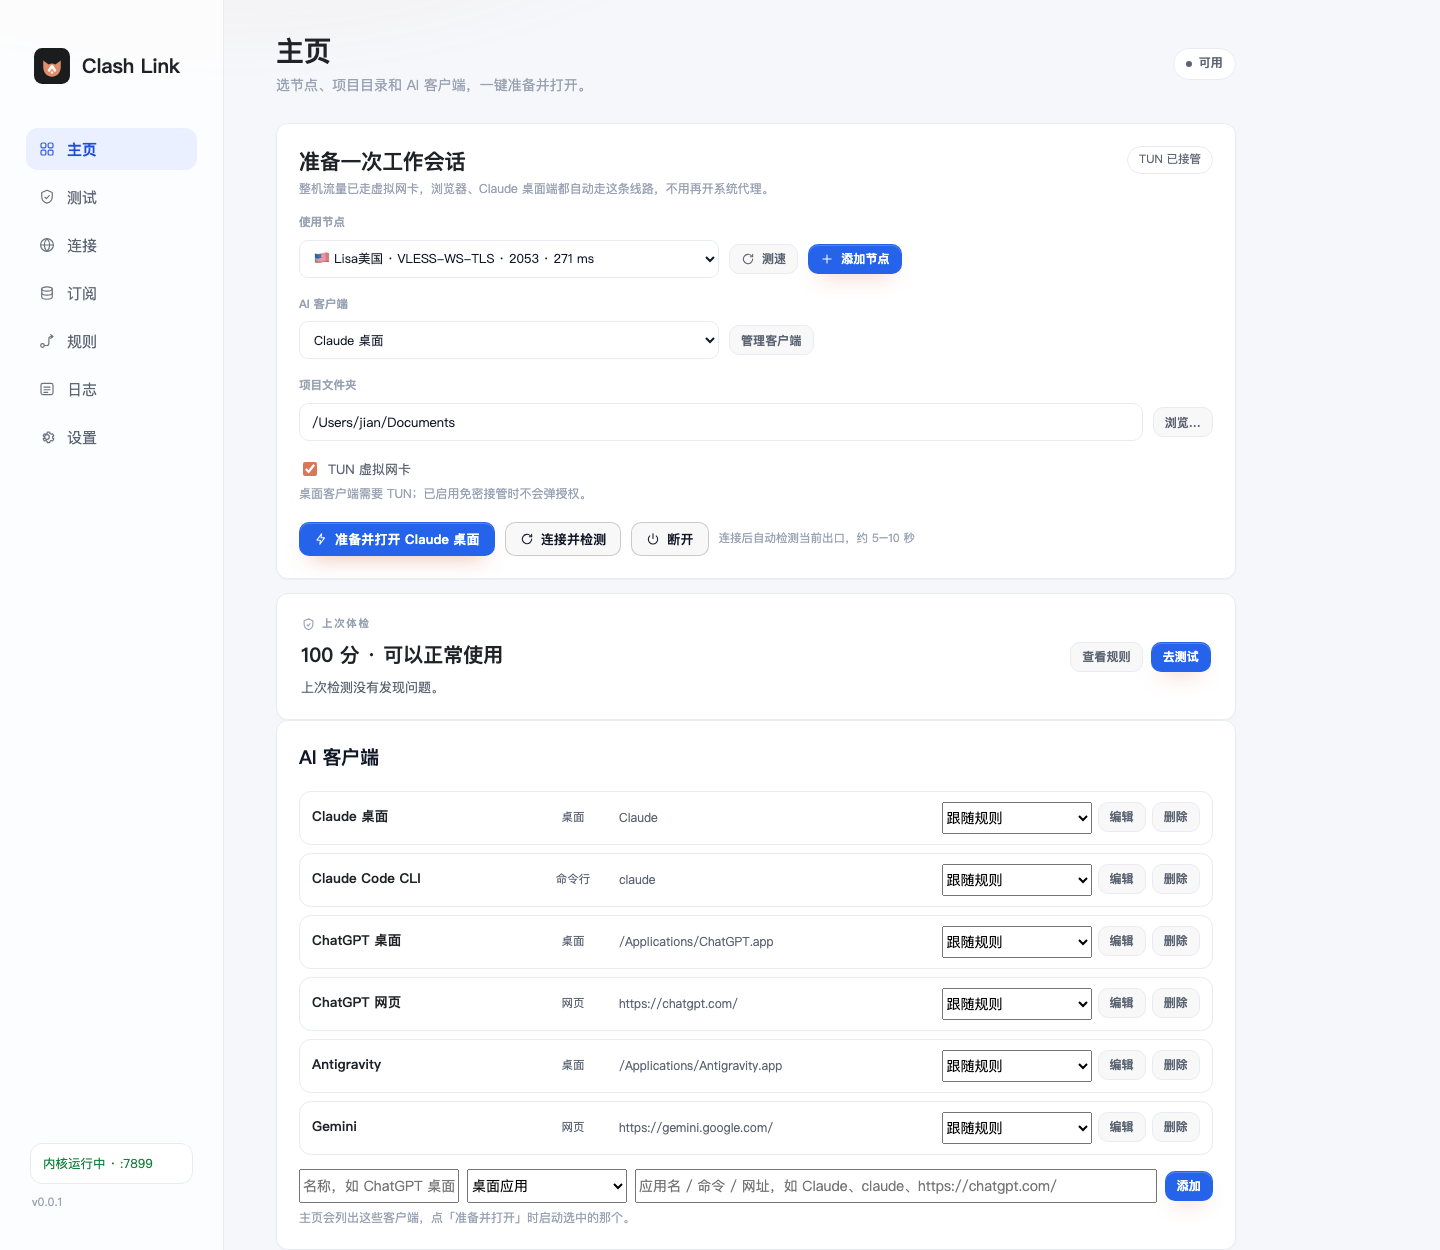 Clash Link
主页
测试
连接
订阅
规则
日志
设置
内核运行中 · :7899
v0.0.1
主页
选节点、项目目录和 AI 客户端，一键准备并打开。
可用
准备一次工作会话
TUN 已接管
整机流量已走虚拟网卡，浏览器、Claude 桌面端都自动走这条线路，不用再开系统代理。
使用节点
🇺🇸 Lisa美国 · VLESS-WS-TLS · 2053 · 271 ms
测速
添加节点
AI 客户端
Claude 桌面
管理客户端
项目文件夹
/Users/jian/Documents
浏览...
TUN 虚拟网卡
桌面客户端需要 TUN；已启用免密接管时不会弹授权。
准备并打开 Claude 桌面
连接并检测
断开
连接后自动检测当前出口，约 5–10 秒
上次体检
100 分 · 可以正常使用
上次检测没有发现问题。
查看规则
去测试
AI 客户端
Claude 桌面 桌面 Claude 跟随规则 编辑 删除
Claude Code CLI 命令行 claude 跟随规则 编辑 删除
ChatGPT 桌面 桌面 /Applications/ChatGPT.app 跟随规则 编辑 删除
ChatGPT 网页 网页 https://chatgpt.com/ 跟随规则 编辑 删除
Antigravity 桌面 /Applications/Antigravity.app 跟随规则 编辑 删除
Gemini 网页 https://gemini.google.com/ 跟随规则 编辑 删除
名称，如 ChatGPT 桌面 桌面应用 应用名 / 命令 / 网址，如 Claude、claude、https://chatgpt.com/ 添加
主页会列出这些客户端，点「准备并打开」时启动选中的那个。